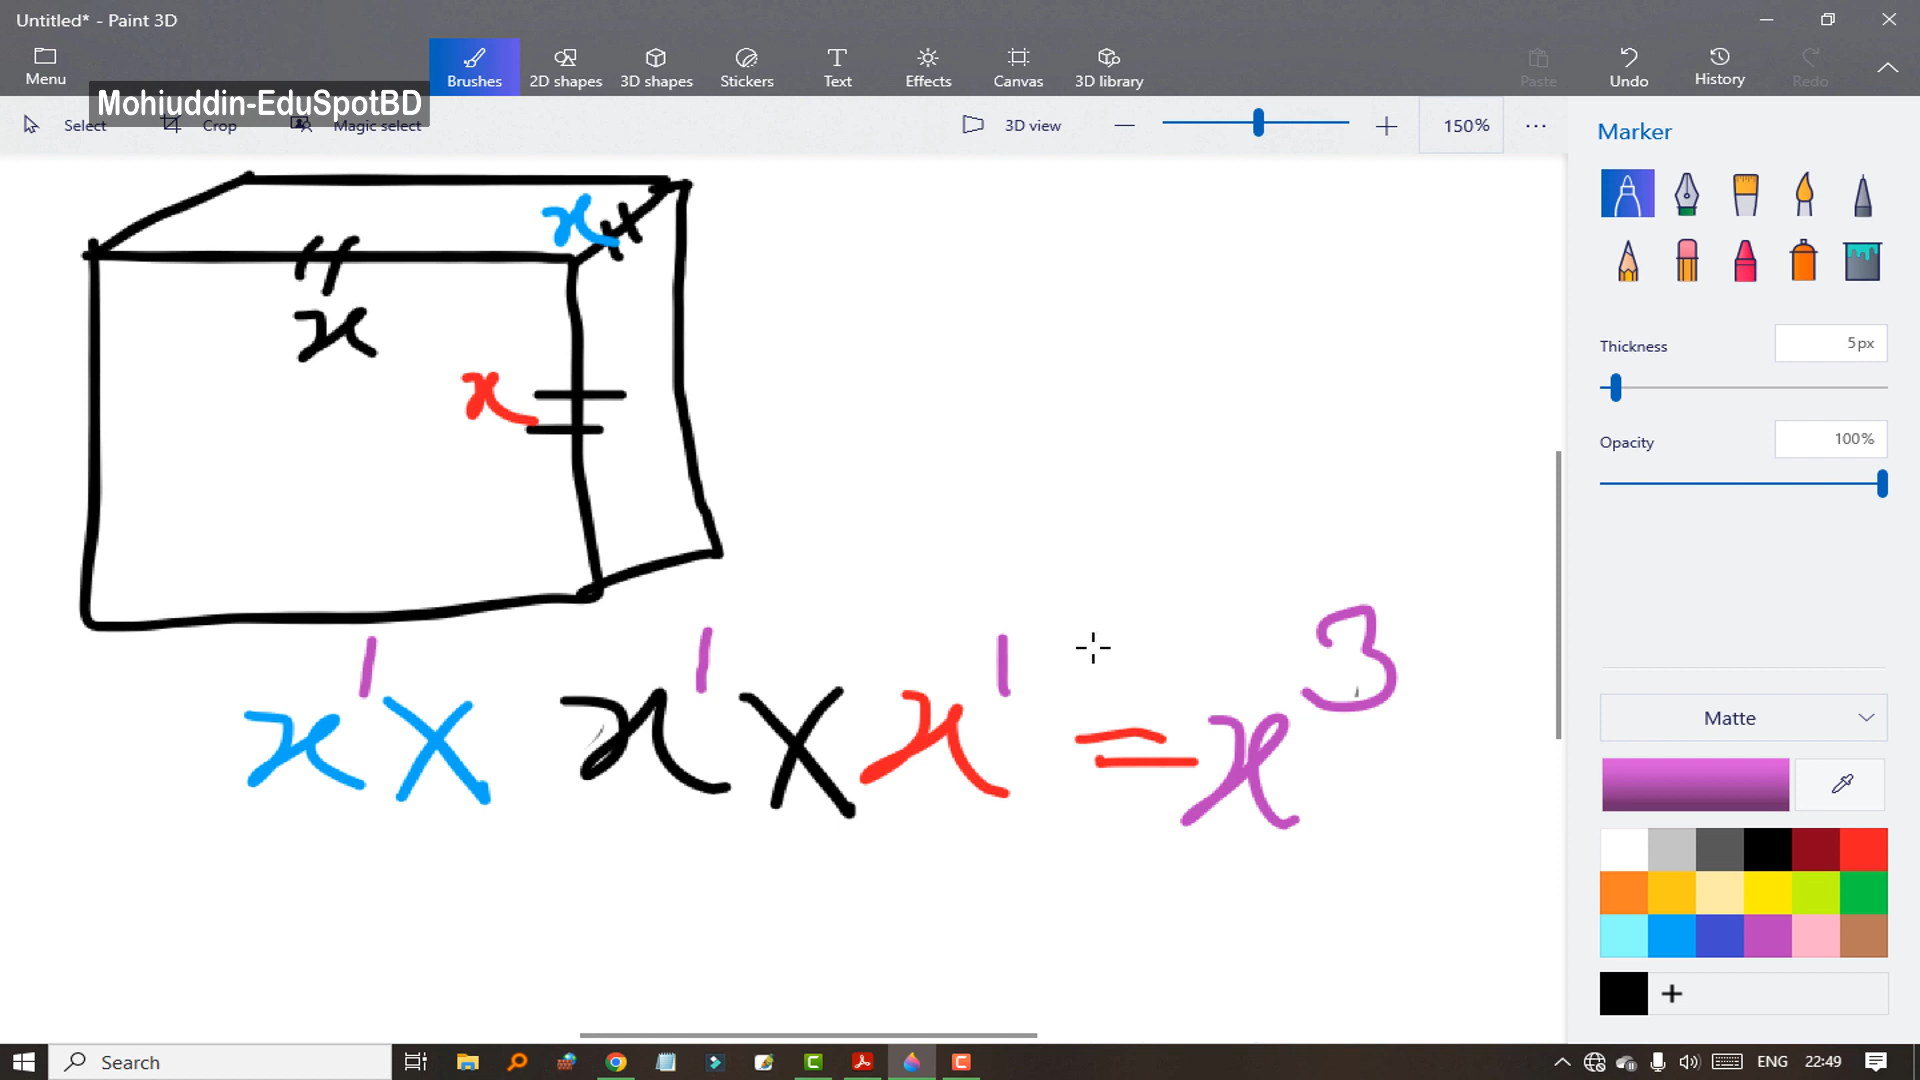 Untitled* - Paint 3D
Menu
Brushes
2D shapes
3D shapes
Stickers
Text
Effects
Canvas
3D library
Paste
Undo
History
Redo
Mohiuddin-EduSpotBD
Select
Crop
Magic select
3D view
150%
Marker
Thickness
5px
Opacity
100%
Matte
x
x
x
x¹ × x¹ × x¹ = x³
Search
ENG
22:49